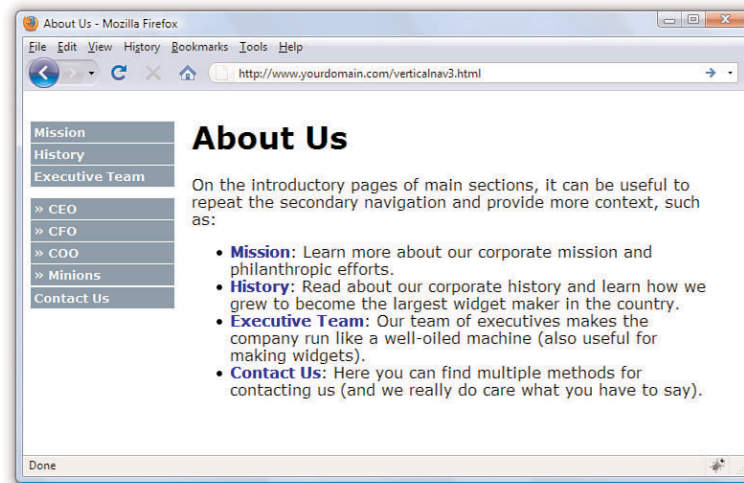 About Us - Mozilla Firefox
File Edit View History Bookmarks Tools Help
http://www.yourdomain.com/verticalnav3.html
Mission
History
Executive Team
» CEO
» CFO
» COO
» Minions
Contact Us
About Us
On the introductory pages of main sections, it can be useful to
repeat the secondary navigation and provide more context, such
as:
• Mission: Learn more about our corporate mission and
philanthropic efforts.
• History: Read about our corporate history and learn how we
grew to become the largest widget maker in the country.
• Executive Team: Our team of executives makes the
company run like a well-oiled machine (also useful for
making widgets).
• Contact Us: Here you can find multiple methods for
contacting us (and we really do care what you have to say).
Done